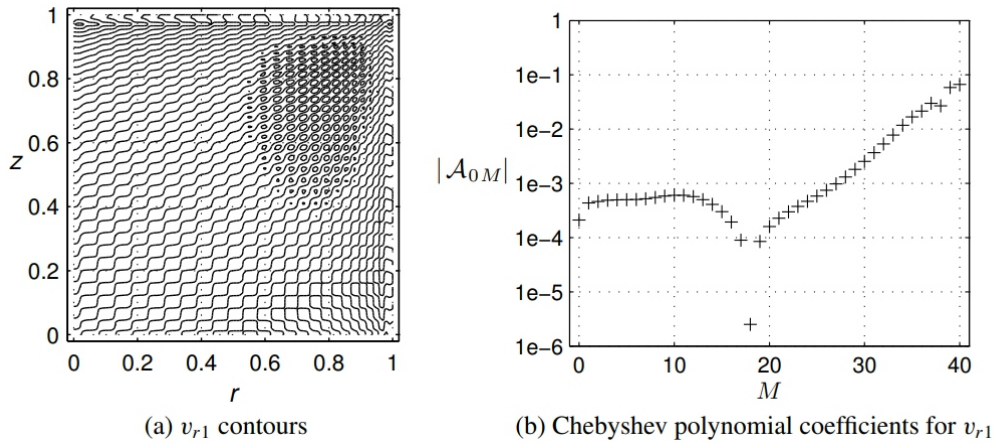 1
0.8
0.6
z
0.4
0.2
0
0 0.2 0.4 0.6 0.8 1
r
(a) v_{r1} contours
1
1e-1
1e-2
| 𝒜_{0 M} |
1e-3
1e-4
1e-5
1e-6
0 10 20 30 40
M
(b) Chebyshev polynomial coefficients for v_{r1}